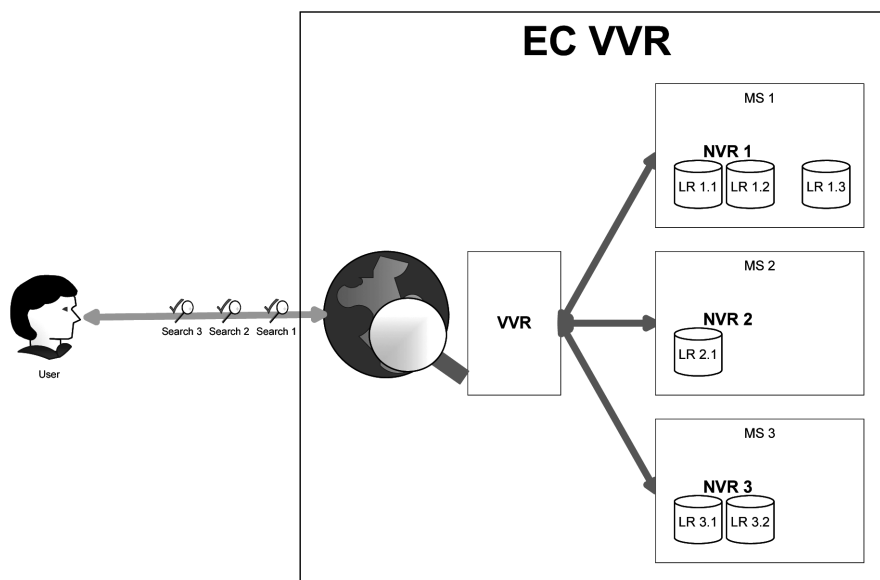 EC VVR
MS 1
NVR 1
LR 1.1 LR 1.2 LR 1.3
MS 2
NVR 2
LR 2.1
MS 3
NVR 3
LR 3.1 LR 3.2
VVR
Search 3 Search 2 Search 1
User